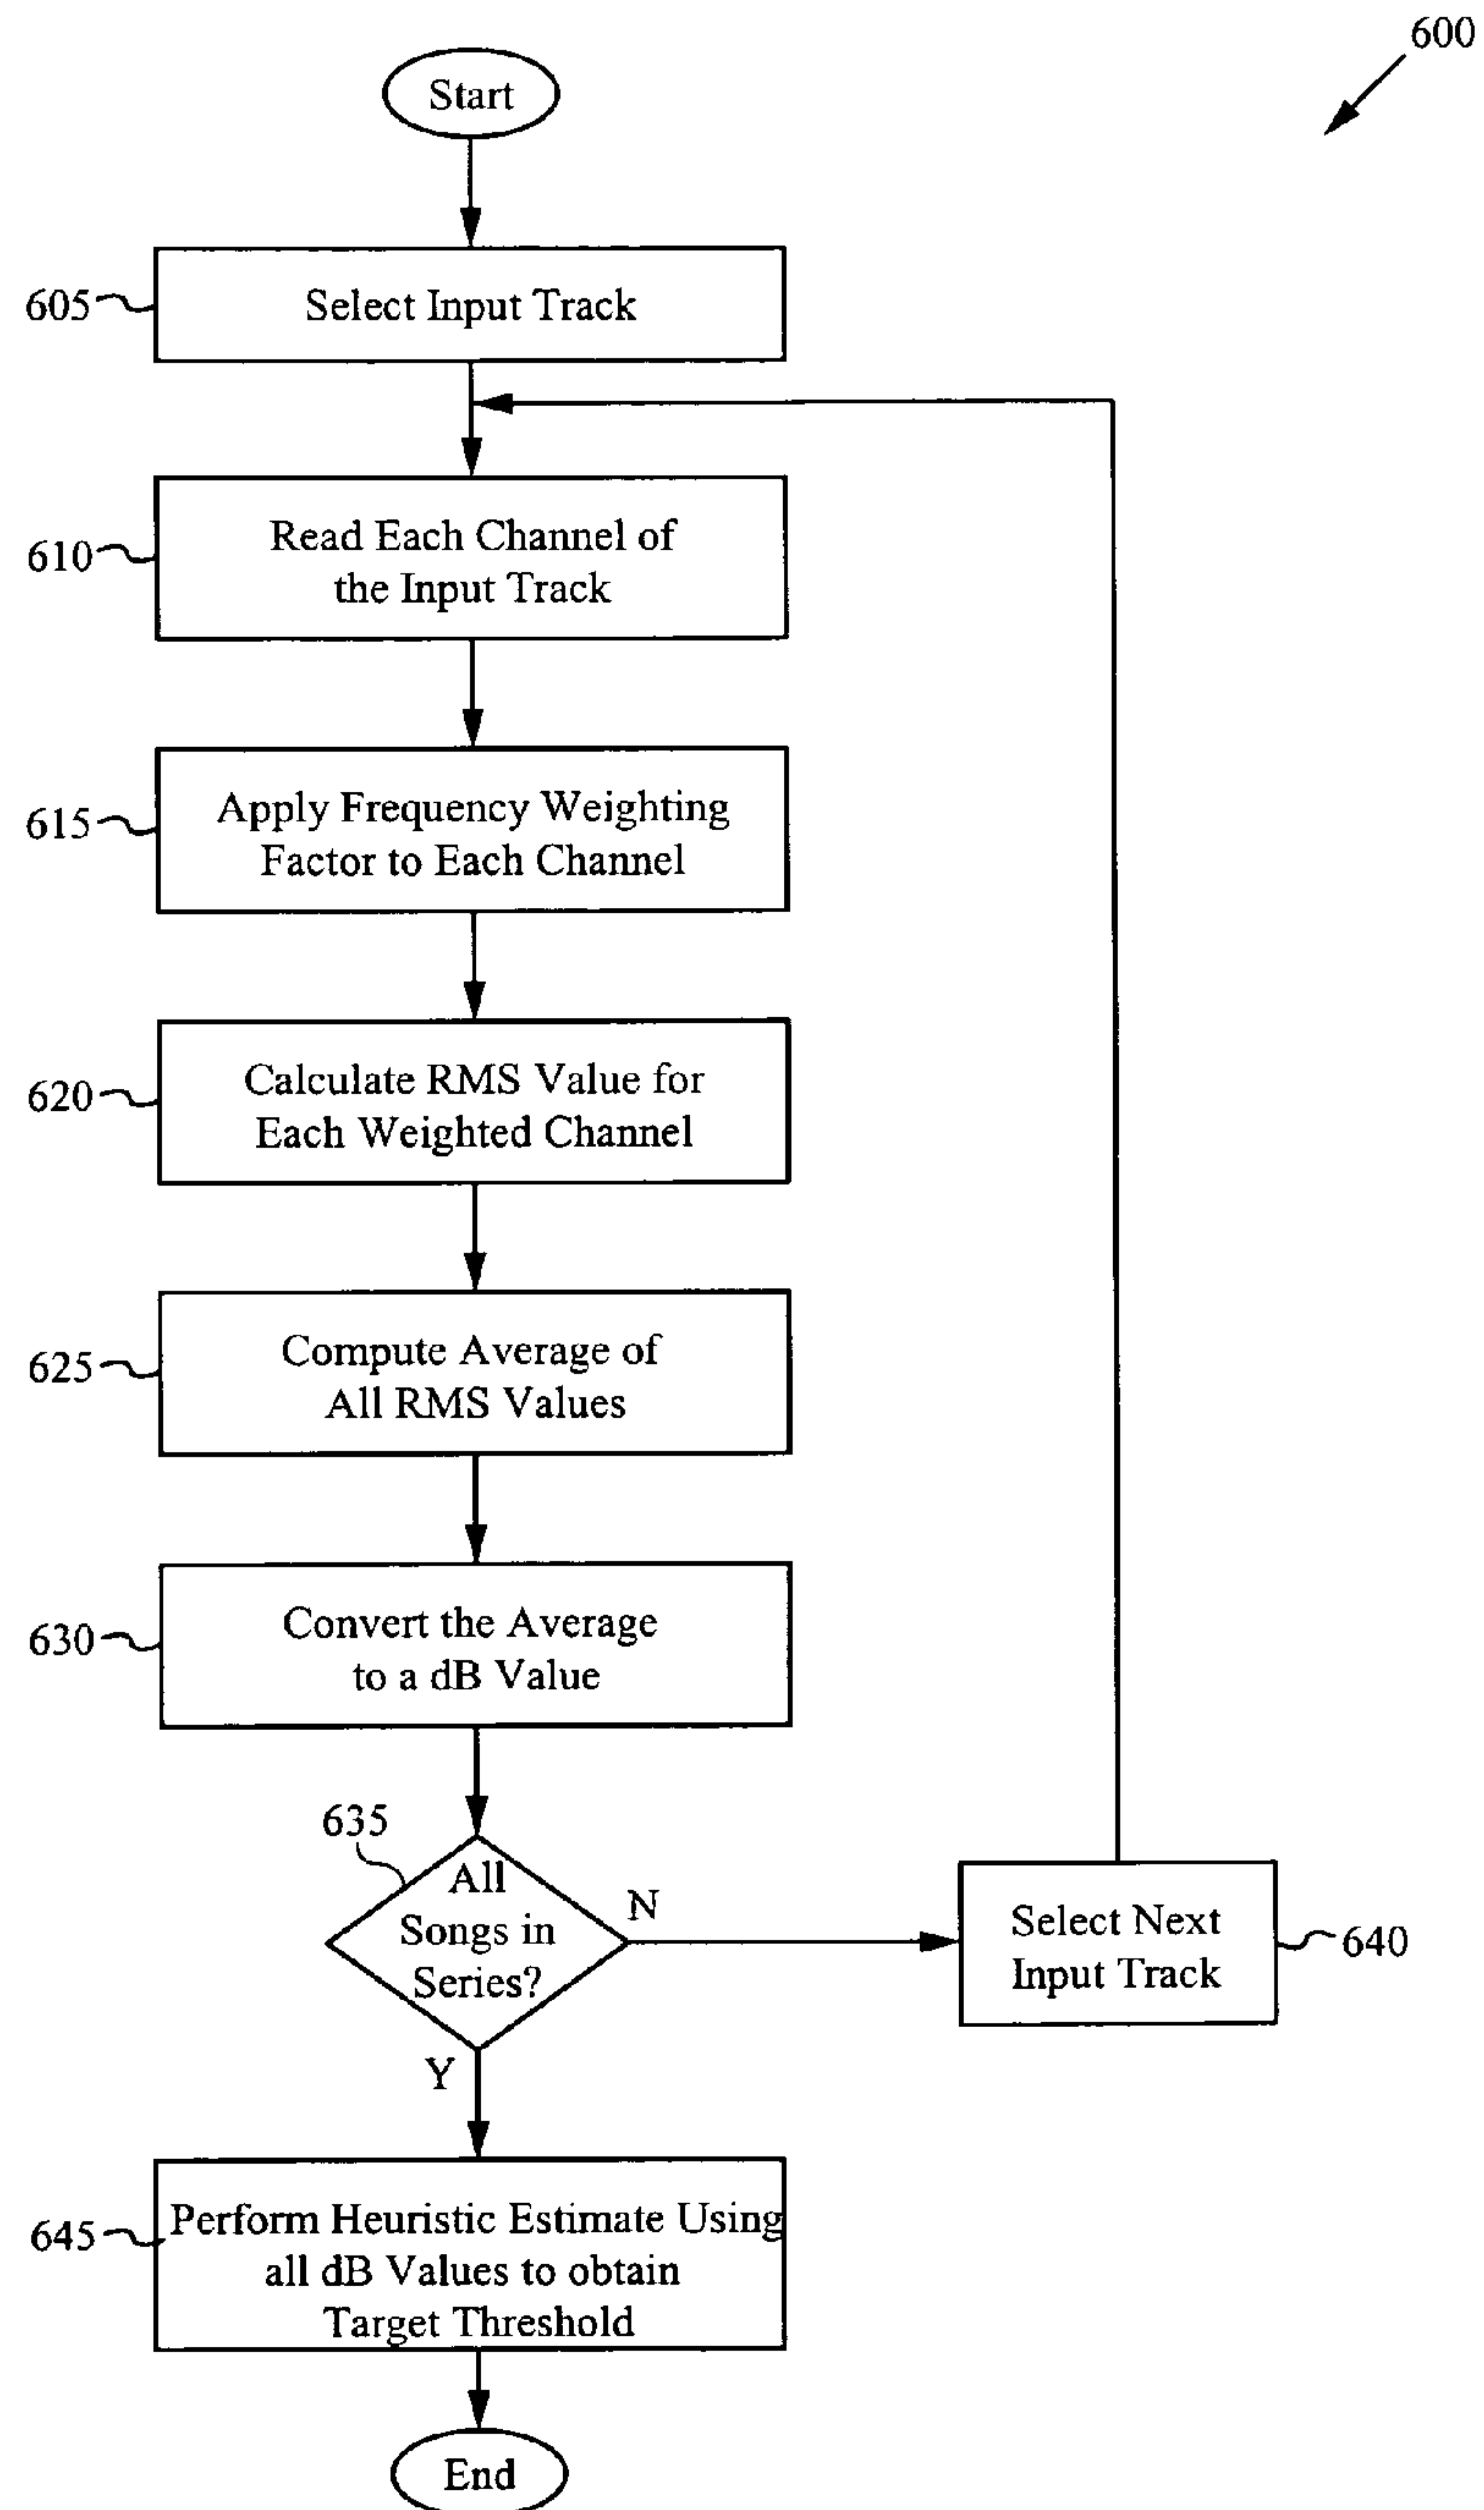 600
Start
605
Select Input Track
610
Read Each Channel of
the Input Track
615
Apply Frequency Weighting
Factor to Each Channel
620
Calculate RMS Value for
Each Weighted Channel
625
Compute Average of
All RMS Values
630
Convert the Average
to a dB Value
635
All
Songs in
Series?
N
Select Next
Input Track
640
Y
645
Perform Heuristic Estimate Using
all dB Values to obtain
Target Threshold
End